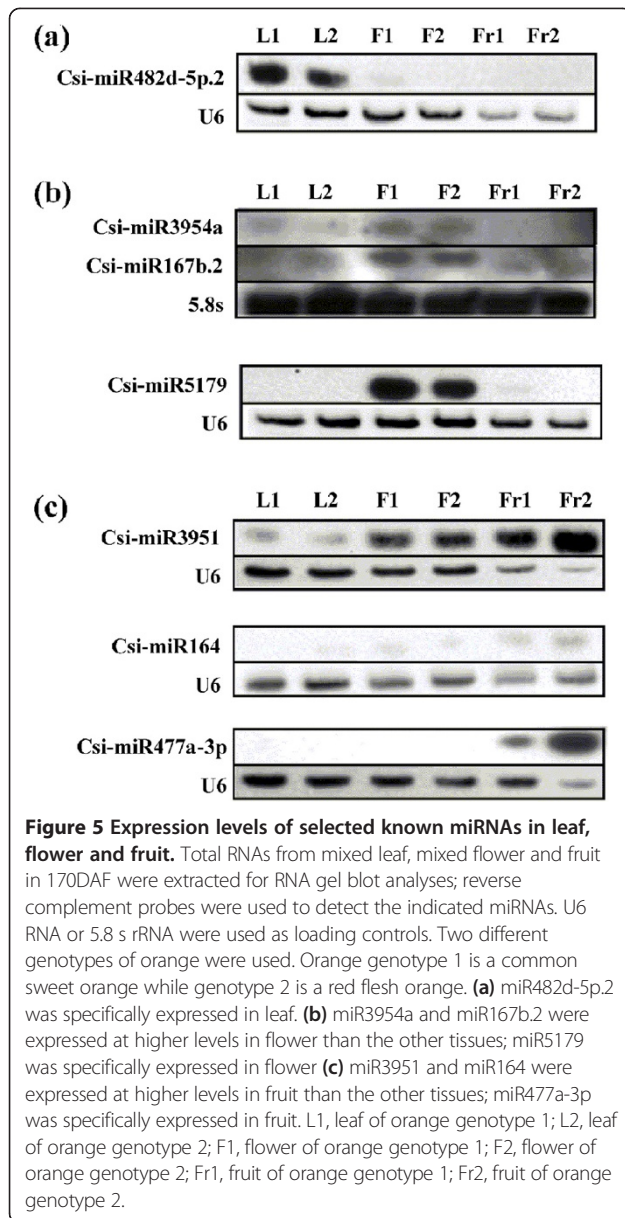 (a) L1 L2 F1 F2 Fr1 Fr2
Csi-miR482d-5p.2
U6
(b) L1 L2 F1 F2 Fr1 Fr2
Csi-miR3954a
Csi-miR167b.2
5.8s
Csi-miR5179
U6
(c) L1 L2 F1 F2 Fr1 Fr2
Csi-miR3951
U6
Csi-miR164
U6
Csi-miR477a-3p
U6
Figure 5 Expression levels of selected known miRNAs in leaf,
flower and fruit. Total RNAs from mixed leaf, mixed flower and fruit
in 170DAF were extracted for RNA gel blot analyses; reverse
complement probes were used to detect the indicated miRNAs. U6
RNA or 5.8 s rRNA were used as loading controls. Two different
genotypes of orange were used. Orange genotype 1 is a common
sweet orange while genotype 2 is a red flesh orange. (a) miR482d-5p.2
was specifically expressed in leaf. (b) miR3954a and miR167b.2 were
expressed at higher levels in flower than the other tissues; miR5179
was specifically expressed in flower (c) miR3951 and miR164 were
expressed at higher levels in fruit than the other tissues; miR477a-3p
was specifically expressed in fruit. L1, leaf of orange genotype 1; L2, leaf
of orange genotype 2; F1, flower of orange genotype 1; F2, flower of
orange genotype 2; Fr1, fruit of orange genotype 1; Fr2, fruit of orange
genotype 2.